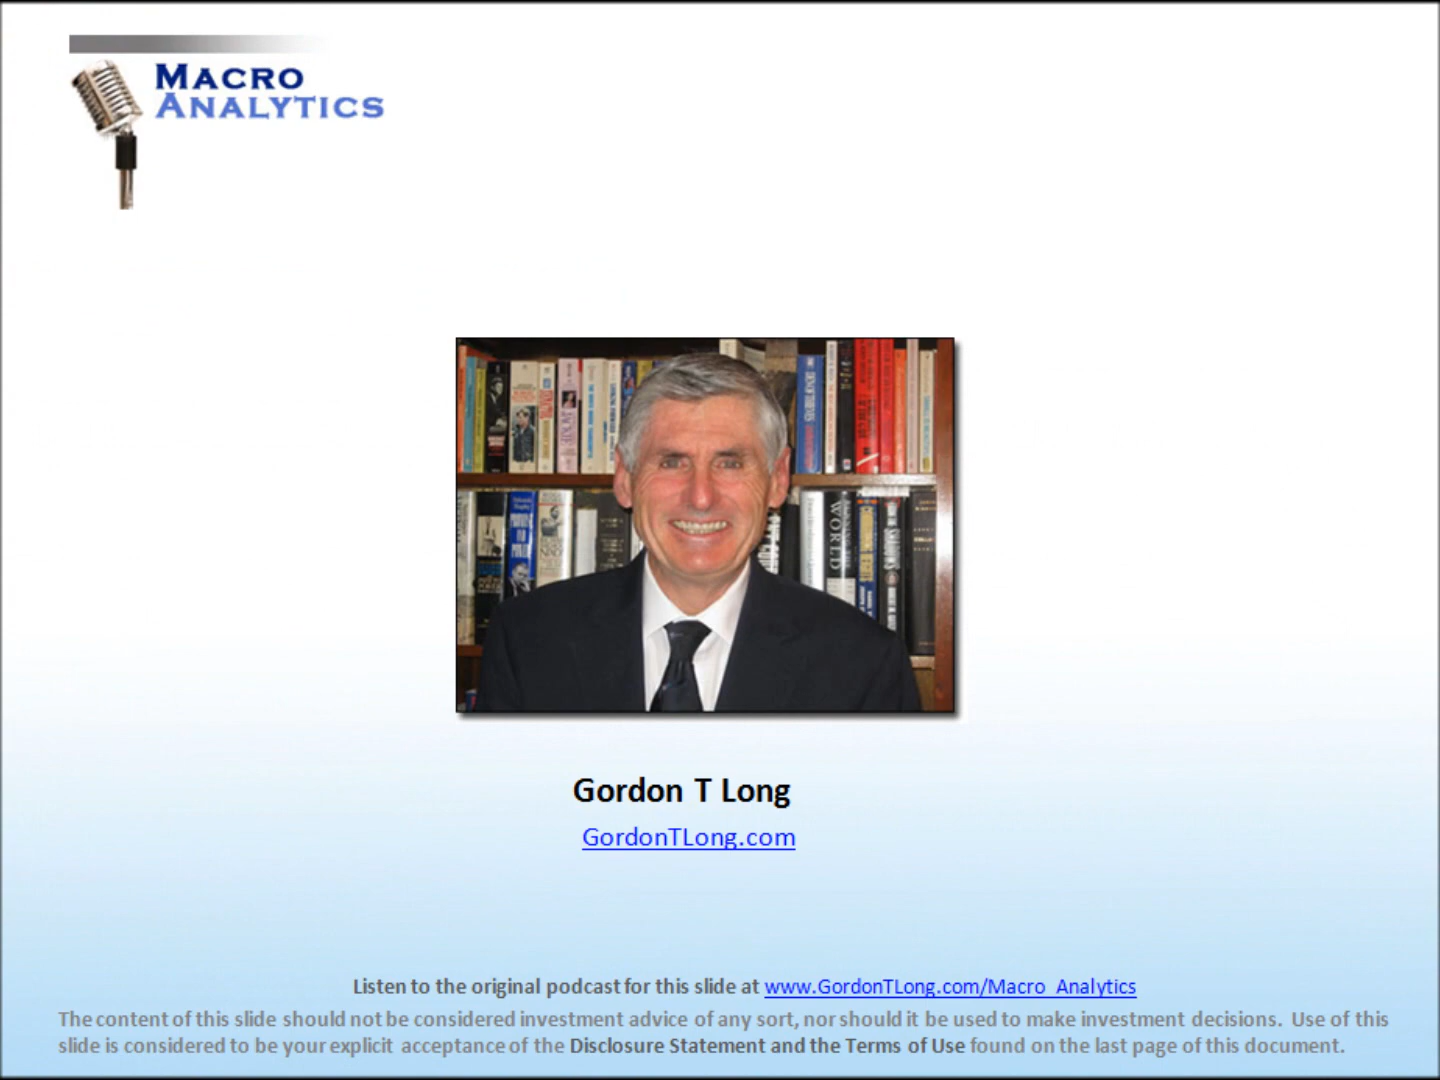 MACRO
ANALYTICS
JACKIE
WORLD
Gordon T Long
GordonTLong.com
Listen to the original podcast for this slide at www.GordonTLong.com/Macro_Analytics
The content of this slide should not be considered investment advice of any sort, nor should it be used to make investment decisions. Use of this
slide is considered to be your explicit acceptance of the Disclosure Statement and the Terms of Use found on the last page of this document.